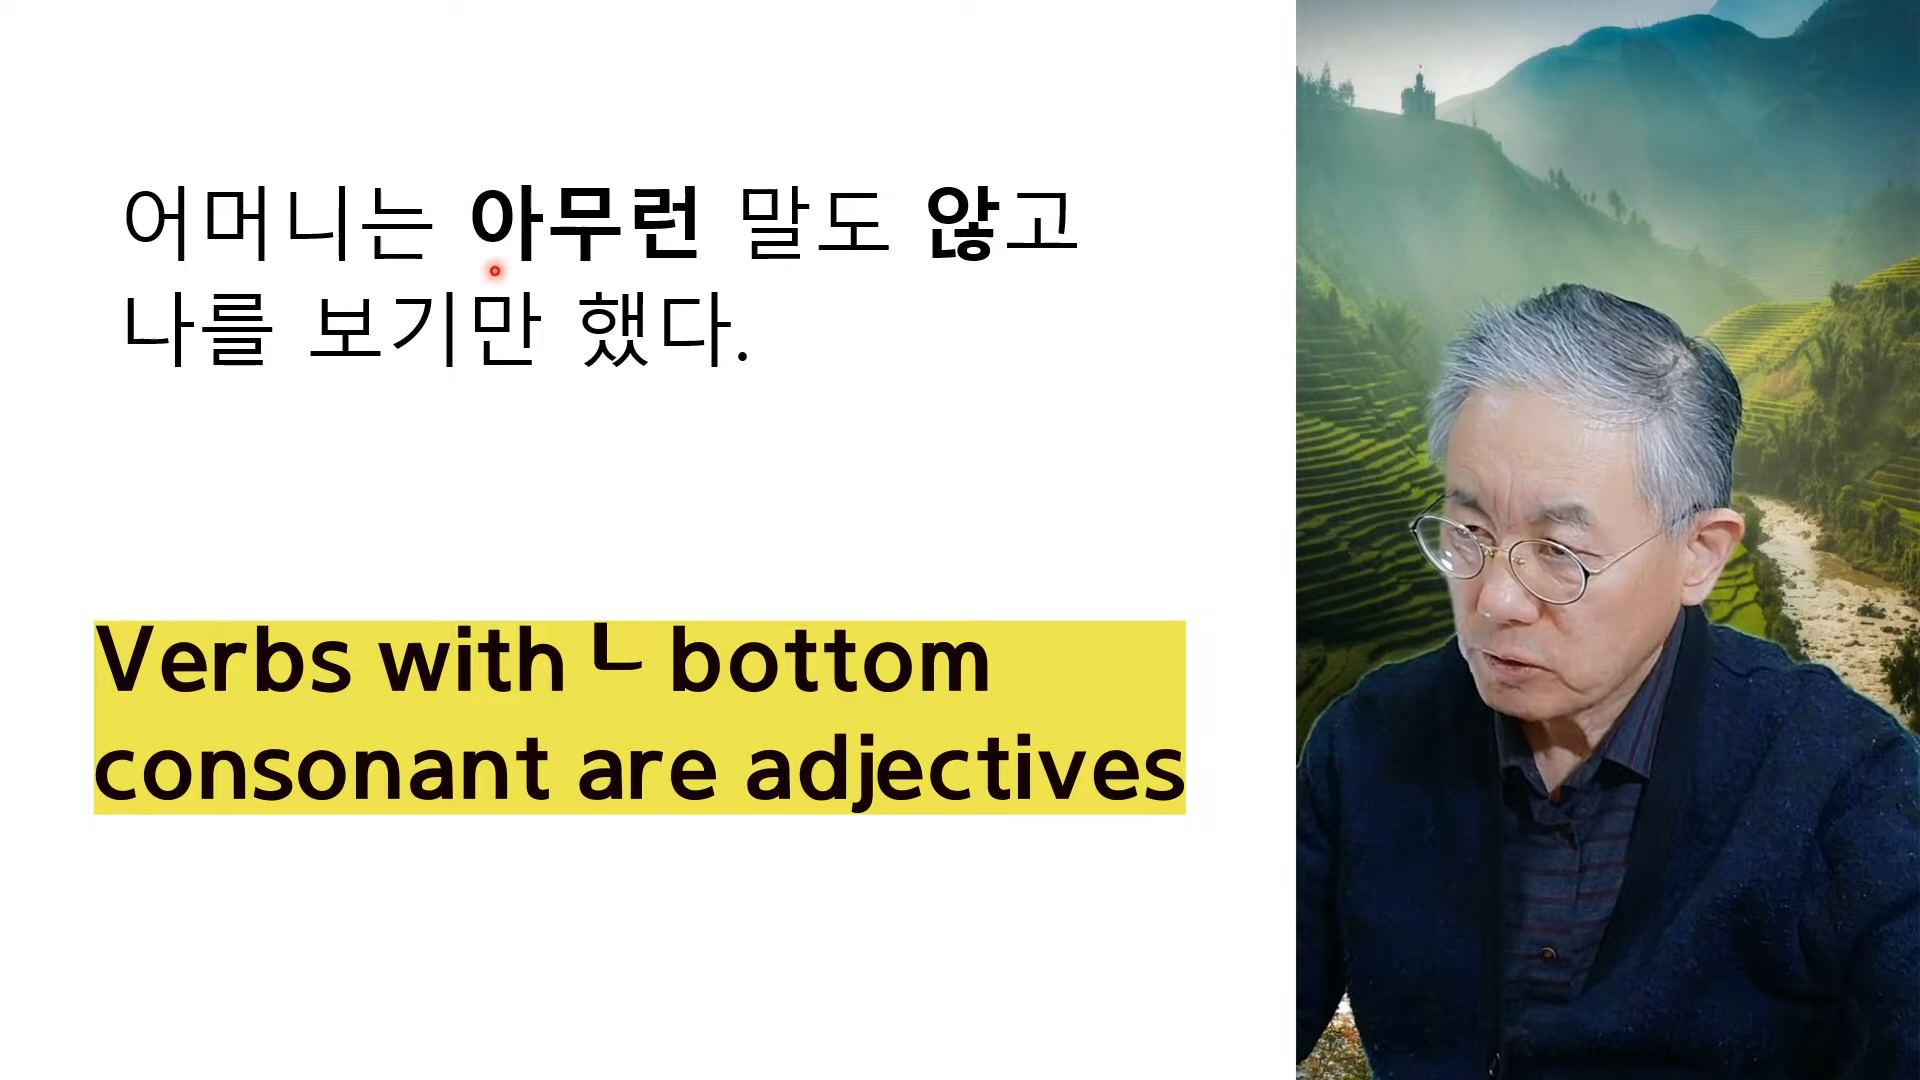 어머니는 아무런 말도 않고
나를 보기만 했다.
Verbs with ㄴ bottom
consonant are adjectives